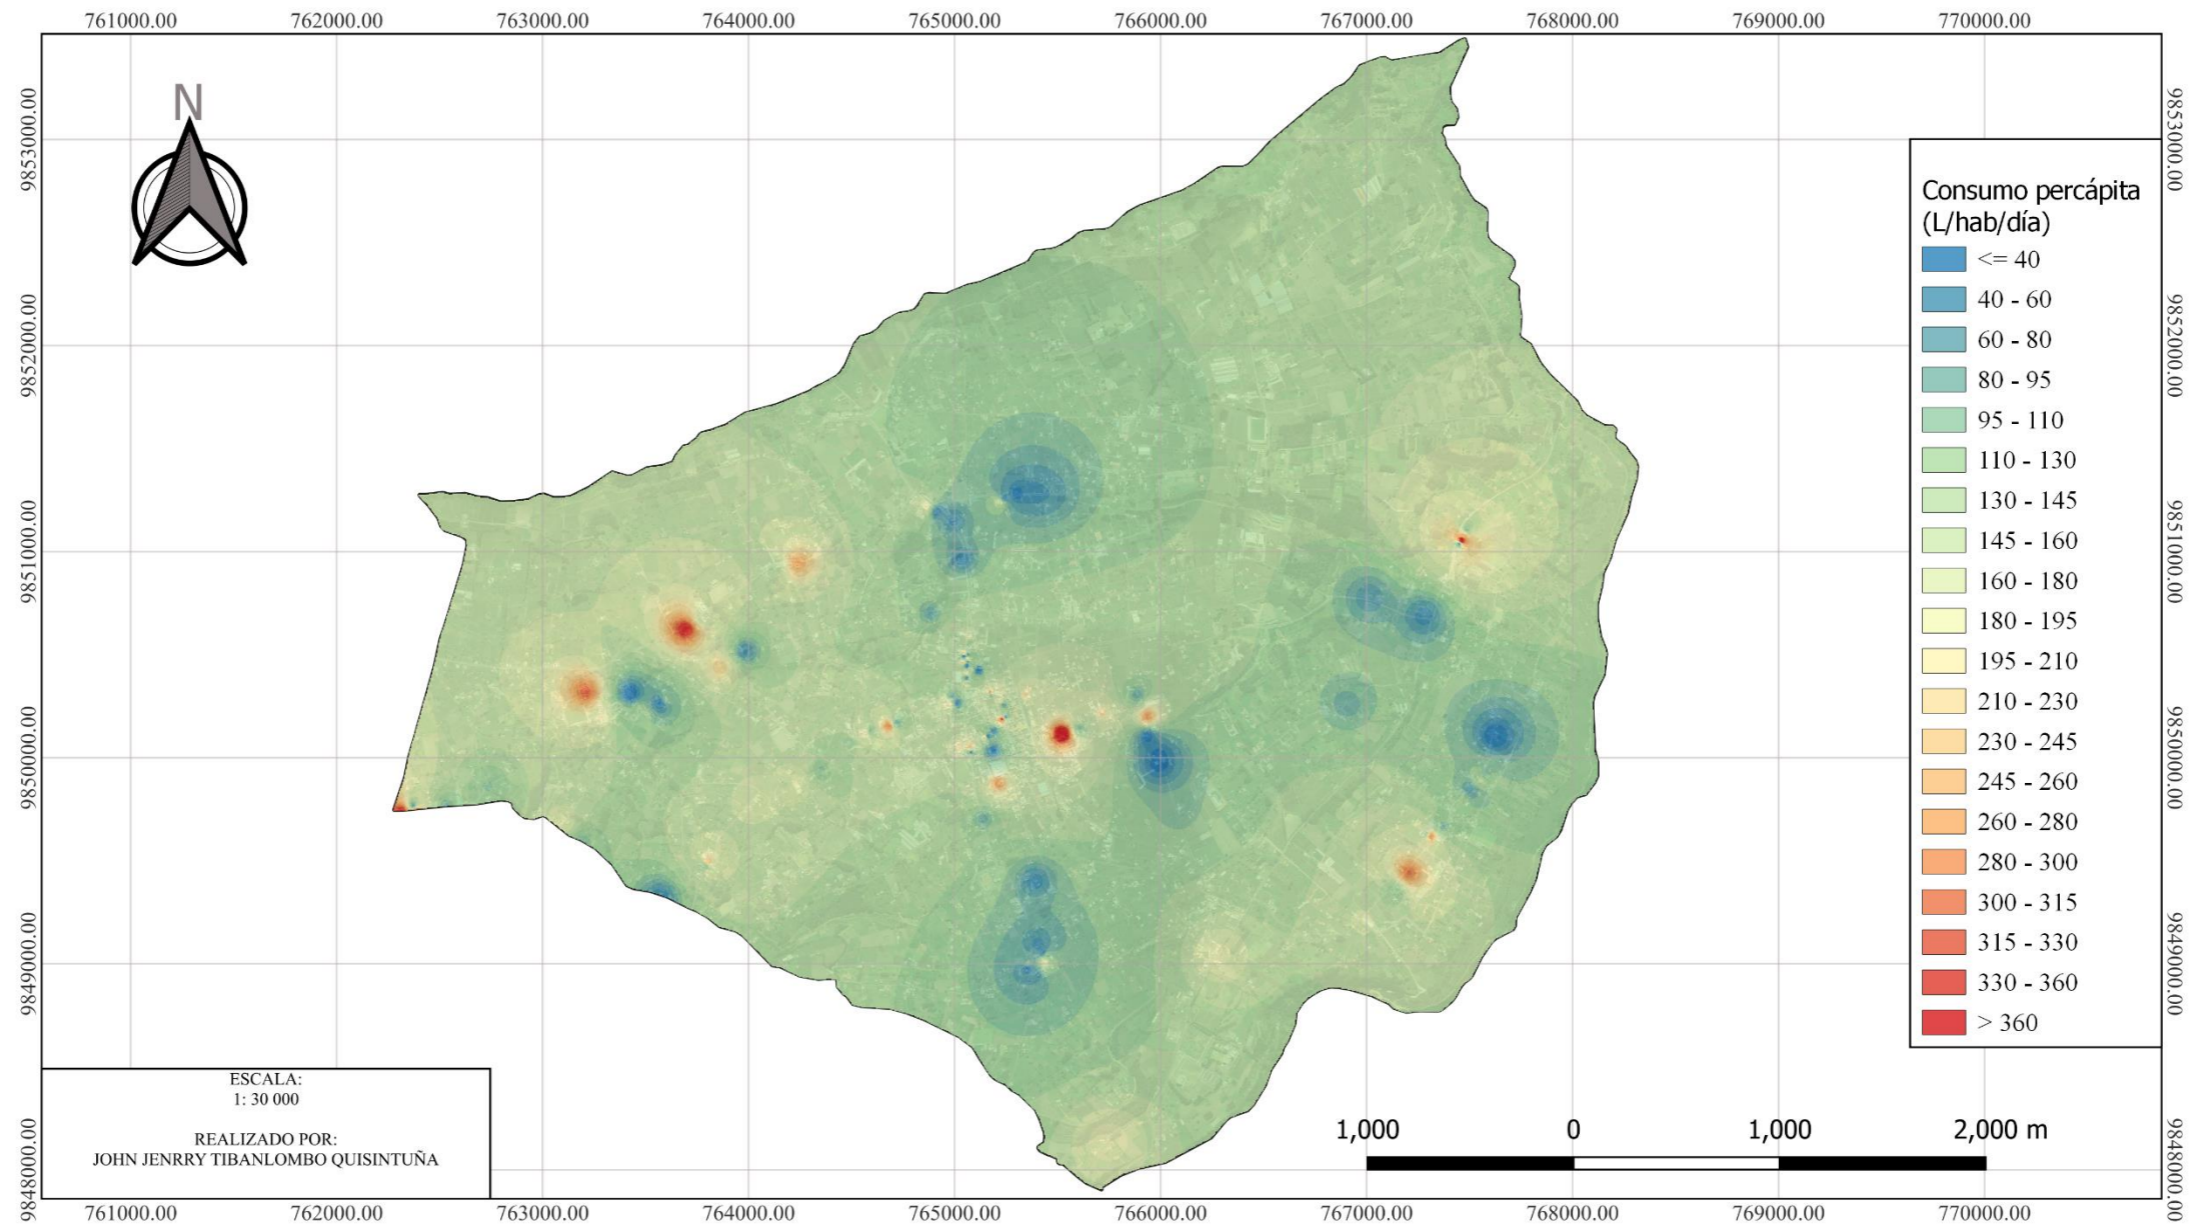 761000.00 762000.00 763000.00 764000.00 765000.00 766000.00 767000.00 768000.00 769000.00 770000.00
N
9853000.00
9852000.00
9851000.00
9850000.00
9849000.00
9848000.00
9853000.00
9852000.00
9851000.00
9850000.00
9849000.00
9848000.00
Consumo percápita
(L/hab/día)
<= 40
40 - 60
60 - 80
80 - 95
95 - 110
110 - 130
130 - 145
145 - 160
160 - 180
180 - 195
195 - 210
210 - 230
230 - 245
245 - 260
260 - 280
280 - 300
300 - 315
315 - 330
330 - 360
> 360
ESCALA:
1: 30 000
REALIZADO POR:
JOHN JENRRY TIBANLOMBO QUISINTUÑA
1,000 0 1,000 2,000 m
761000.00 762000.00 763000.00 764000.00 765000.00 766000.00 767000.00 768000.00 769000.00 770000.00